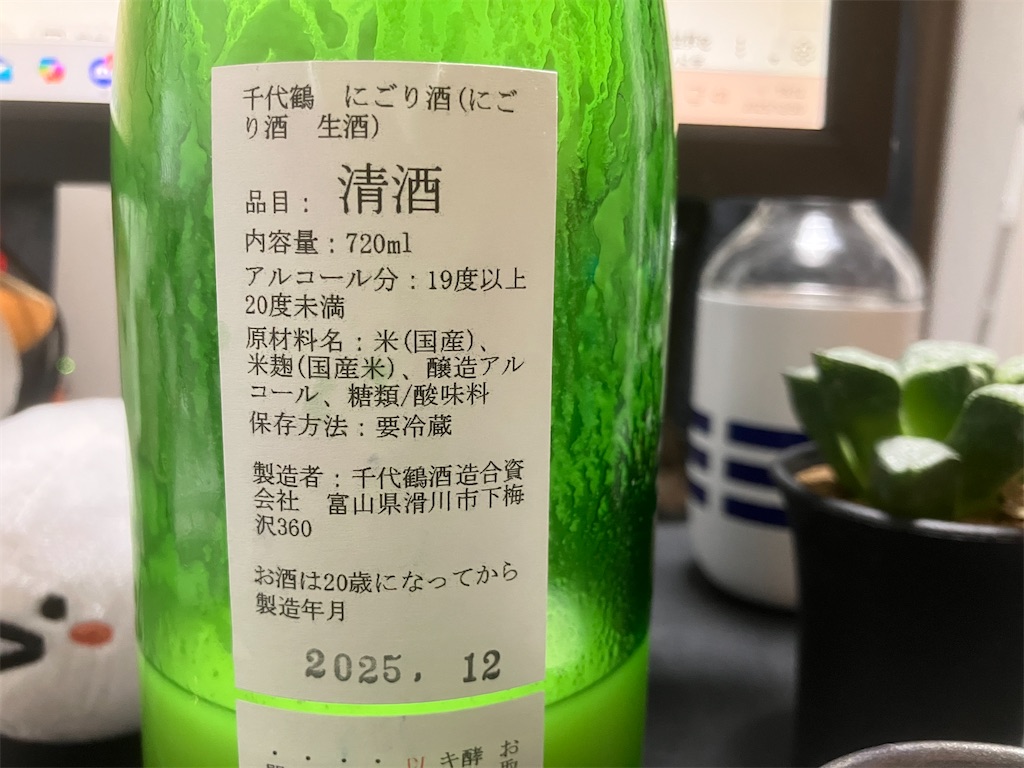 千代鶴　にごり酒(にご
り酒　生酒)
品目：清酒
内容量：720ml
アルコール分：19度以上
20度未満
原材料名：米(国産)、
米麹(国産米)、醸造アル
コール、糖類/酸味料
保存方法：要冷蔵
製造者：千代鶴酒造合資
会社　富山県滑川市下梅
沢360
お酒は20歳になってから
製造年月
2025. 12